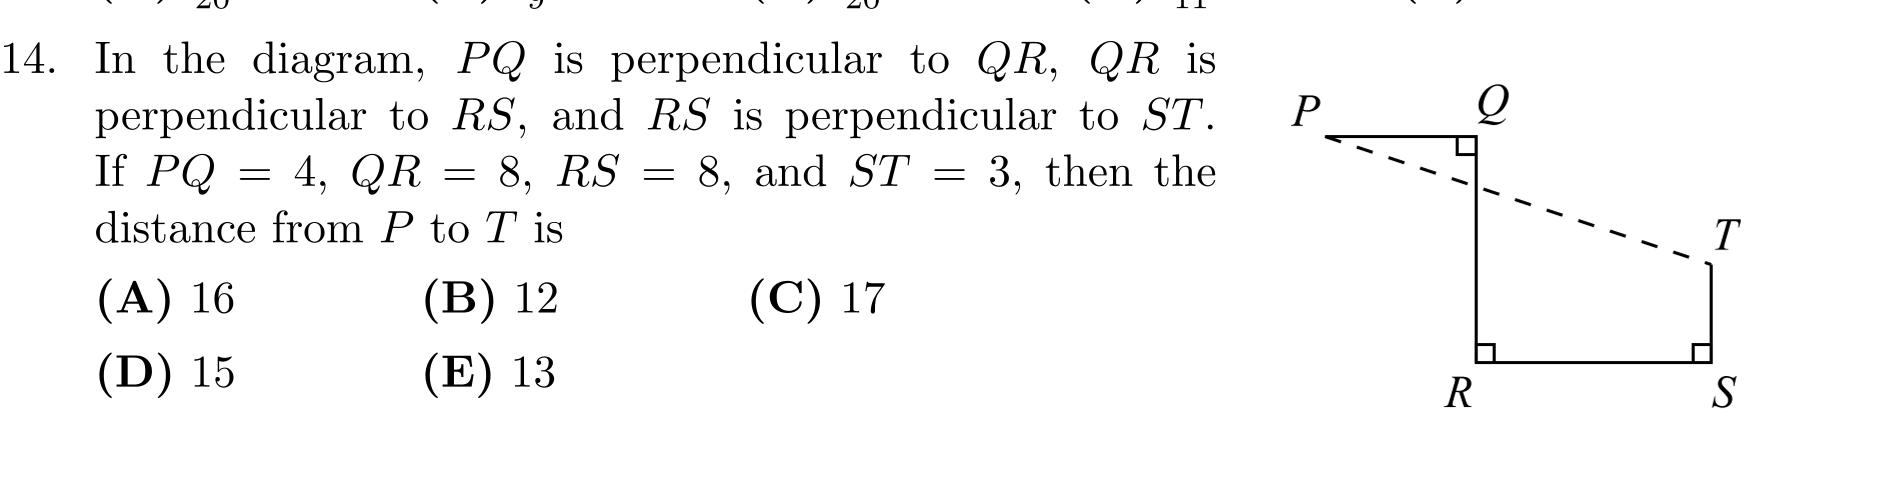 14. In the diagram, PQ is perpendicular to QR, QR is
perpendicular to RS, and RS is perpendicular to ST.
If PQ = 4, QR = 8, RS = 8, and ST = 3, then the
distance from P to T is
(A) 16 (B) 12 (C) 17
(D) 15 (E) 13
P Q
T
R S